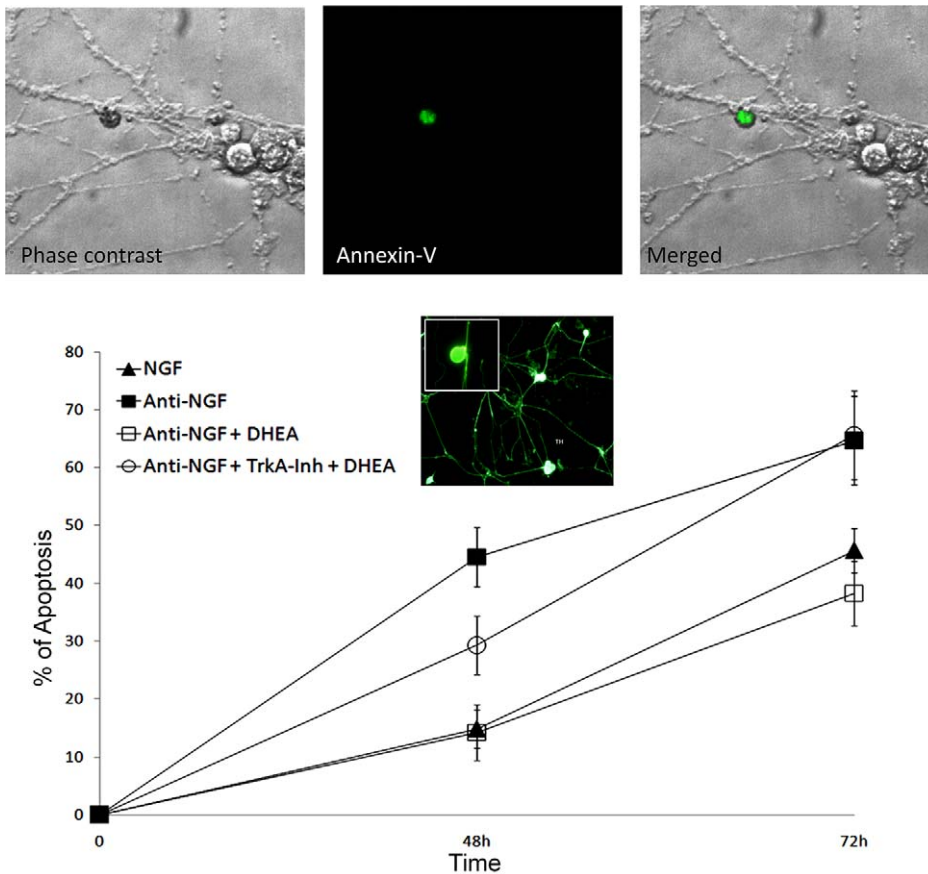 Phase contrast
Annexin-V
Merged
NGF
Anti-NGF
Anti-NGF + DHEA
Anti-NGF + TrkA-Inh + DHEA
TH
80
70
60
50
40
30
20
10
0
% of Apoptosis
0 48h 72h
Time